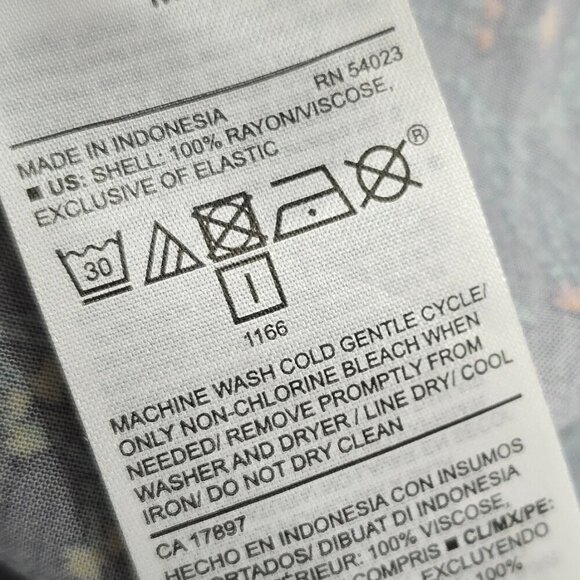 RN 54023
MADE IN INDONESIA
■ US: SHELL: 100% RAYON/VISCOSE,
EXCLUSIVE OF ELASTIC
30
®
1166
MACHINE WASH COLD GENTLE CYCLE/
ONLY NON-CHLORINE BLEACH WHEN
NEEDED/ REMOVE PROMPTLY FROM
WASHER AND DRYER / LINE DRY/ COOL
IRON/ DO NOT DRY CLEAN
CA 17897
HECHO EN INDONESIA CON INSUMOS
DIBUAT DI INDONESIA
100% VISCOSE,
■ CL/MX/PE:
EXCLUYENDO
100%